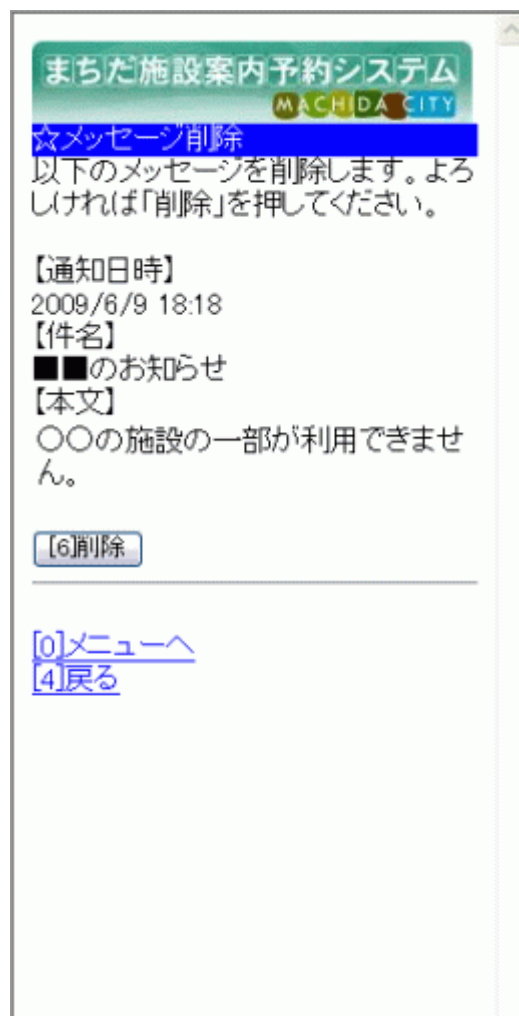 まちだ施設案内予約システム
MACHIDA CITY
☆メッセージ削除
以下のメッセージを削除します。よろ
しければ「削除」を押してください。
【通知日時】
2009/6/9 18:18
【件名】
■■のお知らせ
【本文】
○○の施設の一部が利用できませ
ん。
[6]削除
[0]メニューへ
[4]戻る